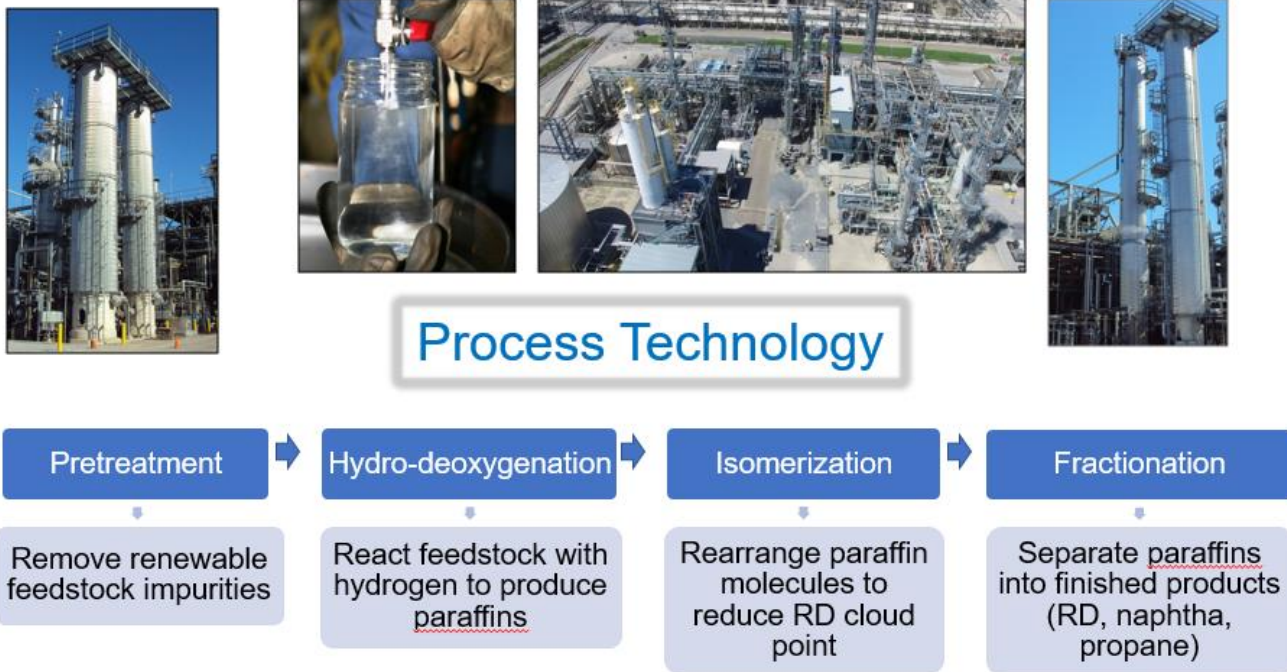 Process Technology
Pretreatment
Hydro-deoxygenation
Isomerization
Fractionation
Remove renewable
feedstock impurities
React feedstock with
hydrogen to produce
paraffins
Rearrange paraffin
molecules to
reduce RD cloud
point
Separate paraffins
into finished products
(RD, naphtha,
propane)